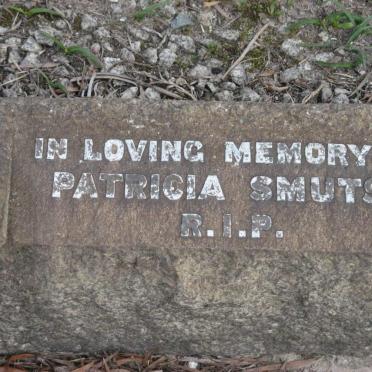 IN LOVING MEMORY
PATRICIA SMUTS
R.I.P.